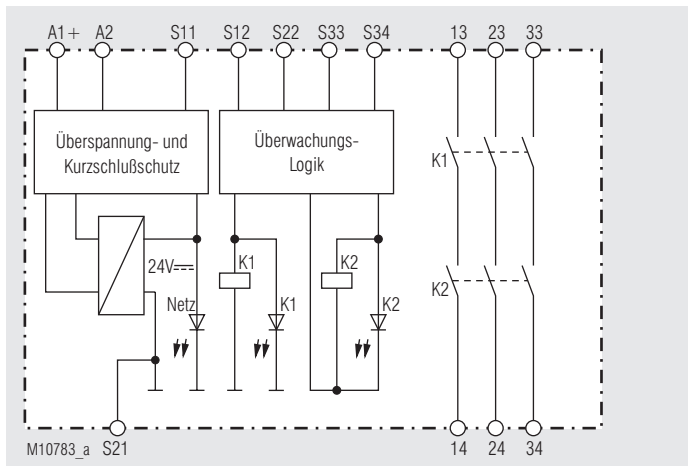 A1+ A2 S11 S12 S22 S33 S34 13 23 33
Überspannung- und
Kurzschlußschutz
Überwachungs-
Logik
K1
24V K1 K2
K2
Netz K1 K2
M10783_a S21 14 24 34